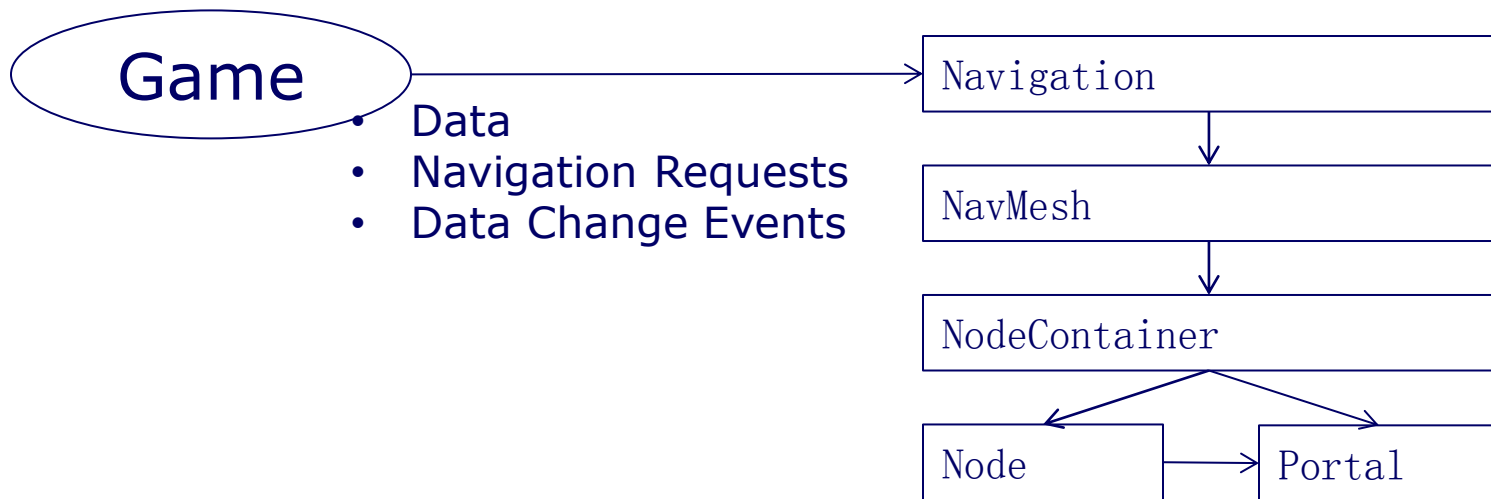 Game
• Data
• Navigation Requests
• Data Change Events
Navigation
NavMesh
NodeContainer
Node
Portal